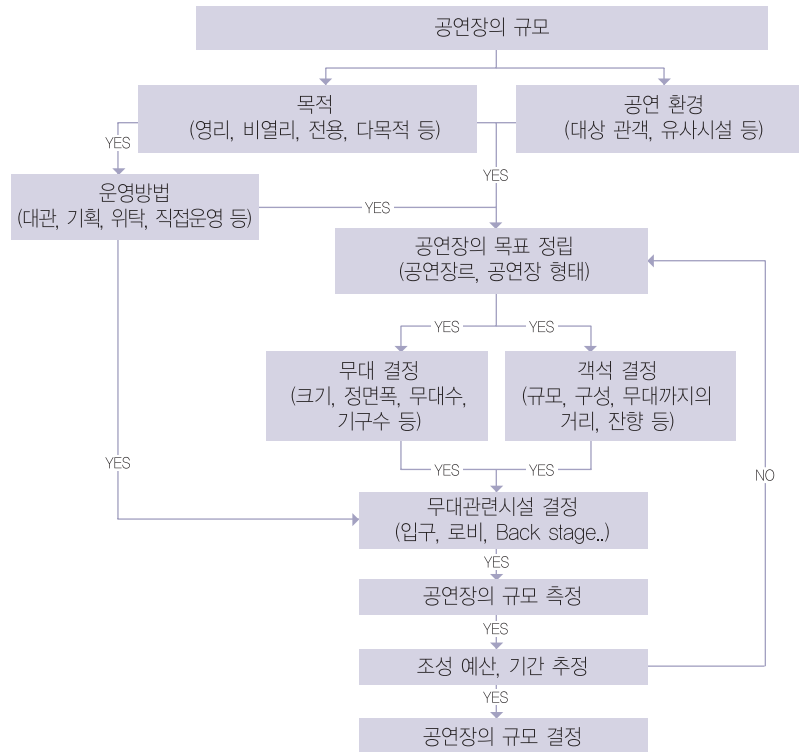 공연장의 규모
목적
(영리, 비열리, 전용, 다목적 등)
공연 환경
(대상 관객, 유사시설 등)
YES
YES
운영방법
(대관, 기획, 위탁, 직접운영 등)
YES
공연장의 목표 정립
(공연장르, 공연장 형태)
YES
YES
무대 결정
(크기, 정면폭, 무대수,
기구수 등)
객석 결정
(규모, 구성, 무대까지의
거리, 잔향 등)
YES
YES
YES
NO
무대관련시설 결정
(입구, 로비, Back stage..)
YES
공연장의 규모 측정
YES
조성 예산, 기간 추정
YES
공연장의 규모 결정